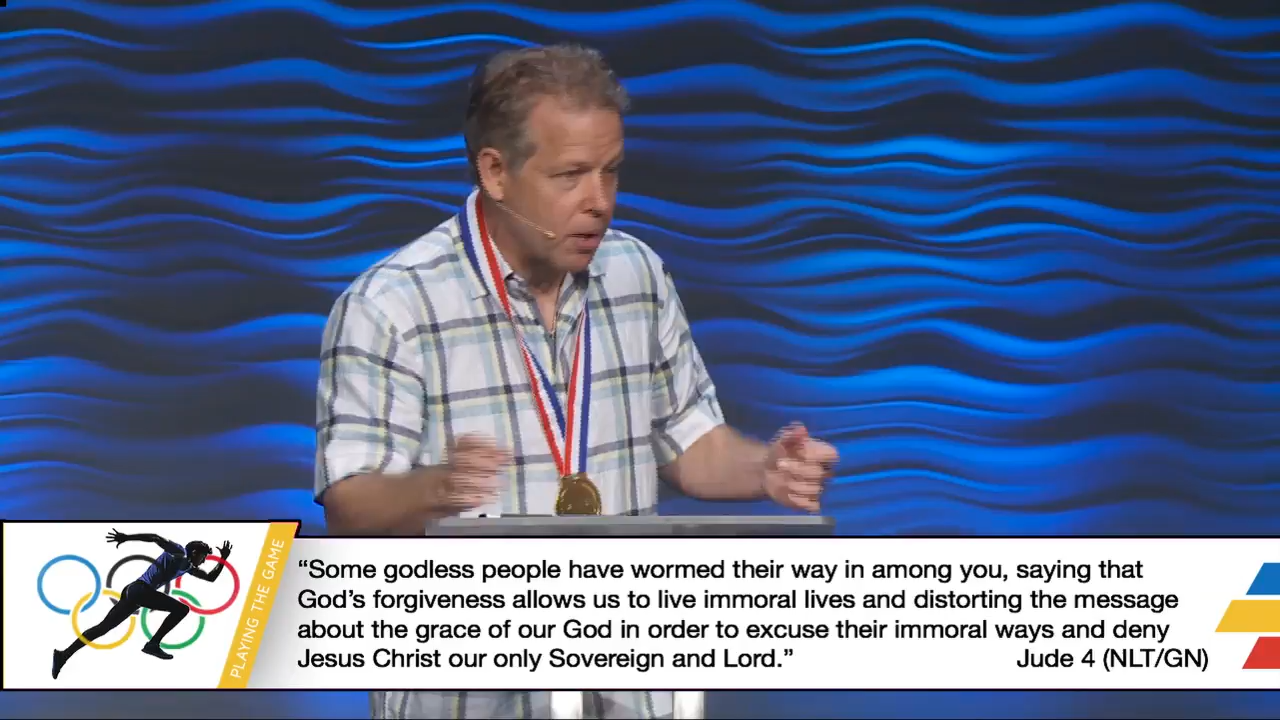 PLAYING THE GAME
“Some godless people have wormed their way in among you, saying that
God’s forgiveness allows us to live immoral lives and distorting the message
about the grace of our God in order to excuse their immoral ways and deny
Jesus Christ our only Sovereign and Lord.” Jude 4 (NLT/GN)